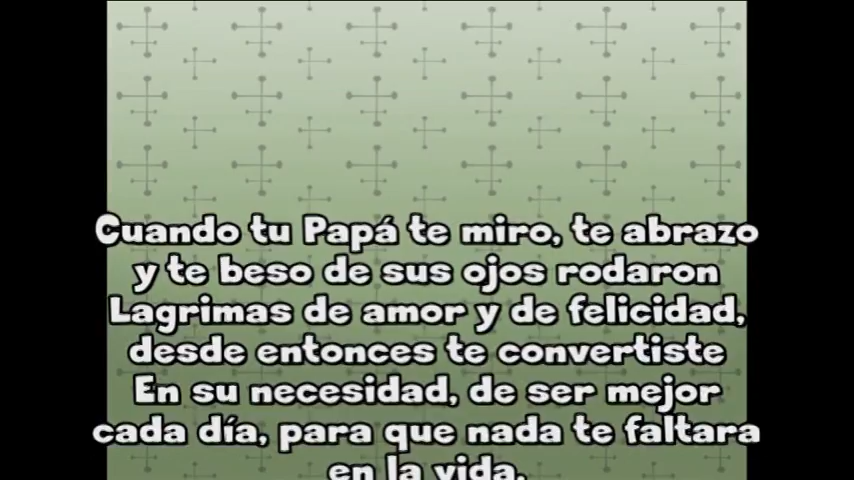 Cuando tu Papá te miro, te abrazo
y te beso de sus ojos rodaron
Lagrimas de amor y de felicidad,
desde entonces te convertiste
En su necesidad, de ser mejor
cada día, para que nada te faltara
en la vida.